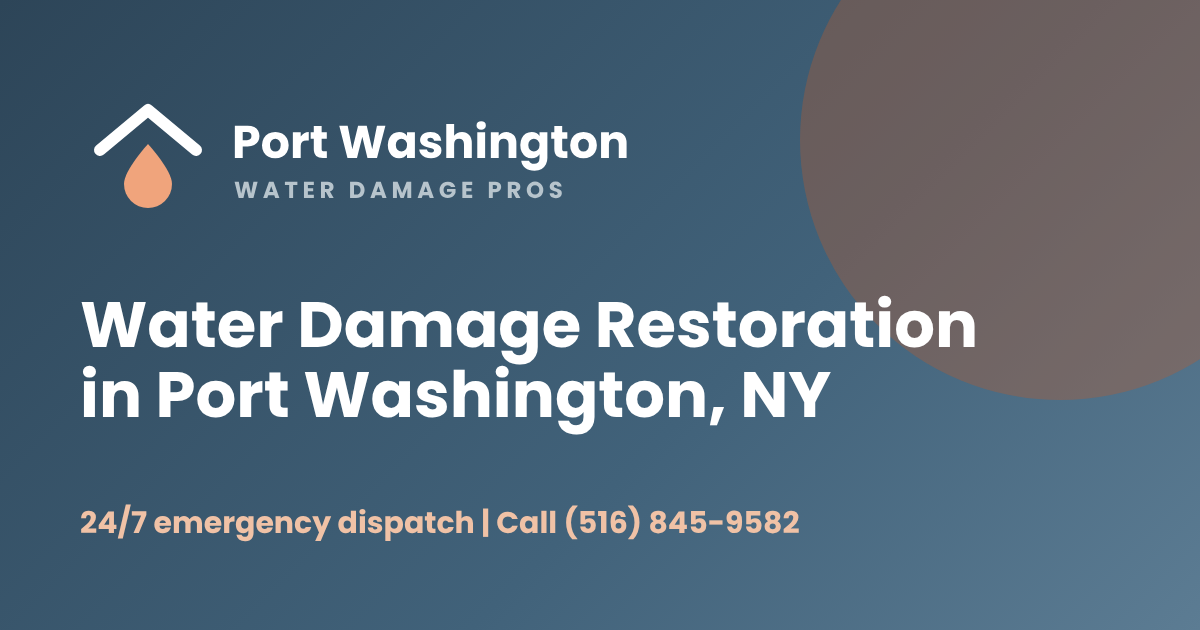 Port Washington
WATER DAMAGE PROS
Water Damage Restoration
in Port Washington, NY
24/7 emergency dispatch | Call (516) 845-9582